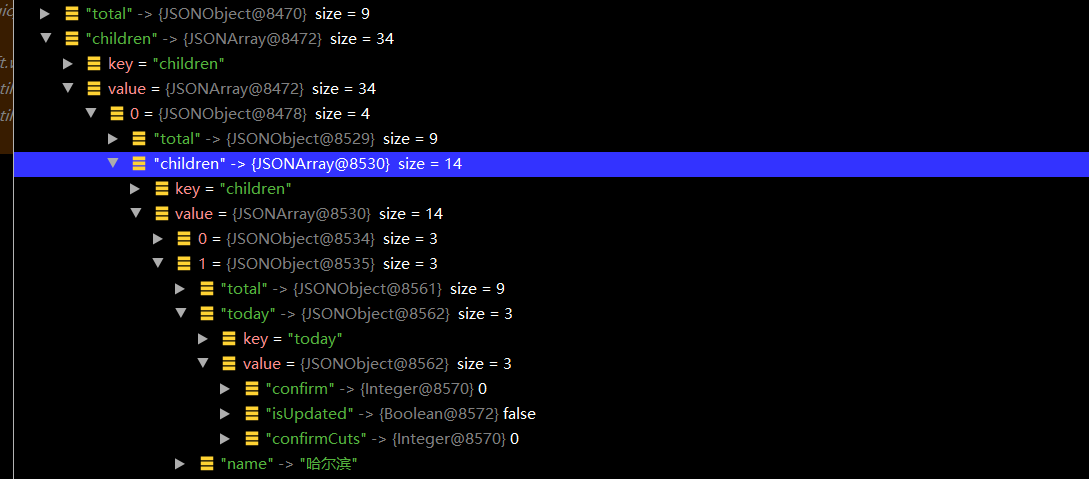 "total" -> {JSONObject@8470} size = 9
"children" -> {JSONArray@8472} size = 34
key = "children"
value = {JSONArray@8472} size = 34
0 = {JSONObject@8478} size = 4
"total" -> {JSONObject@8529} size = 9
"children" -> {JSONArray@8530} size = 14
key = "children"
value = {JSONArray@8530} size = 14
0 = {JSONObject@8534} size = 3
1 = {JSONObject@8535} size = 3
"total" -> {JSONObject@8561} size = 9
"today" -> {JSONObject@8562} size = 3
key = "today"
value = {JSONObject@8562} size = 3
"confirm" -> {Integer@8570} 0
"isUpdated" -> {Boolean@8572} false
"confirmCuts" -> {Integer@8570} 0
"name" -> "哈尔滨"